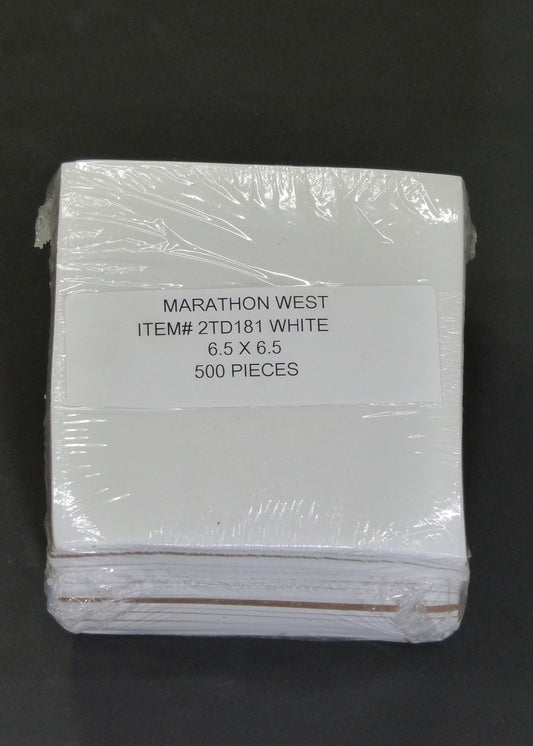 MARATHON WEST
ITEM# 2TD181 WHITE
6.5 X 6.5
500 PIECES